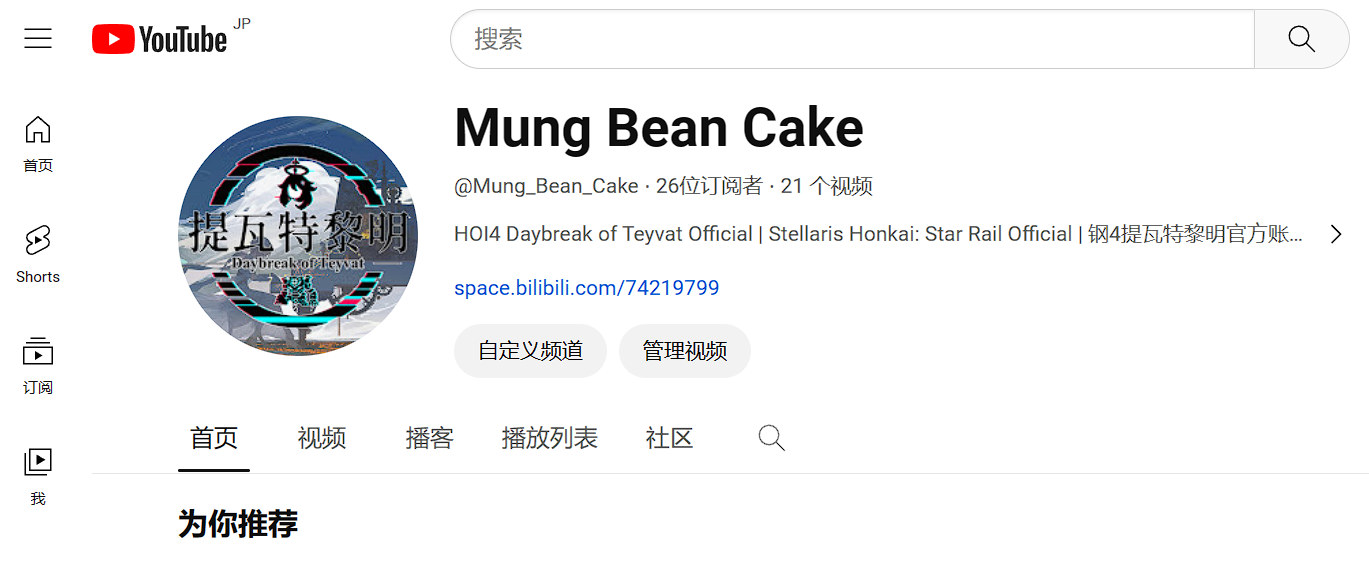 YouTube JP
搜索
首页
Shorts
订阅
我
提瓦特黎明
Daybreak of Teyvat
Mung Bean Cake
@Mung_Bean_Cake · 26位订阅者 · 21 个视频
HOI4 Daybreak of Teyvat Official | Stellaris Honkai: Star Rail Official | 钢4提瓦特黎明官方账...
space.bilibili.com/74219799
自定义频道 管理视频
首页 视频 播客 播放列表 社区
为你推荐